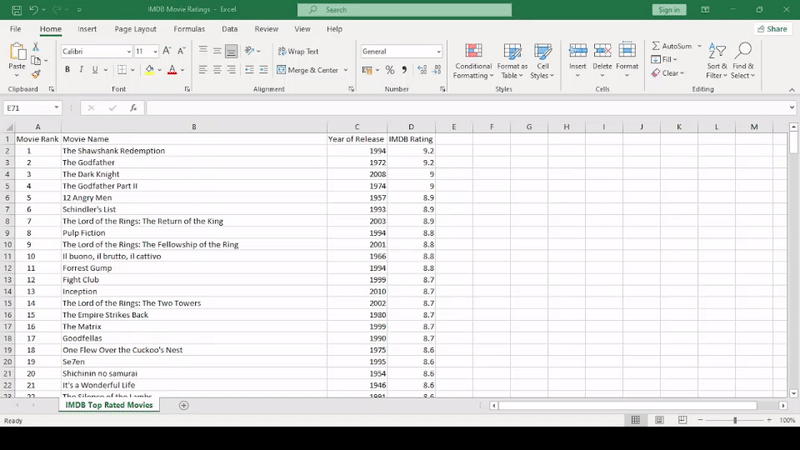 IMDB Movie Ratings - Excel
Search
Sign in
File Home Insert Page Layout Formulas Data Review View Help
Share
Paste
Clipboard
Calibri 11
B I U
Font
Wrap Text
Merge & Center
Alignment
General
Number
Conditional Formatting
Format as Table
Cell Styles
Styles
Insert Delete Format
Cells
AutoSum
Fill
Clear
Sort & Filter
Find & Select
Editing
E71
fx
A B C D E F G H I J K L M
1 Movie Rank Movie Name Year of Release IMDB Rating
2 1 The Shawshank Redemption 1994 9.2
3 2 The Godfather 1972 9.2
4 3 The Dark Knight 2008 9
5 4 The Godfather Part II 1974 9
6 5 12 Angry Men 1957 8.9
7 6 Schindler's List 1993 8.9
8 7 The Lord of the Rings: The Return of the King 2003 8.9
9 8 Pulp Fiction 1994 8.8
10 9 The Lord of the Rings: The Fellowship of the Ring 2001 8.8
11 10 Il buono, il brutto, il cattivo 1966 8.8
12 11 Forrest Gump 1994 8.8
13 12 Fight Club 1999 8.7
14 13 Inception 2010 8.7
15 14 The Lord of the Rings: The Two Towers 2002 8.7
16 15 The Empire Strikes Back 1980 8.7
17 16 The Matrix 1999 8.7
18 17 Goodfellas 1990 8.7
19 18 One Flew Over the Cuckoo's Nest 1975 8.6
20 19 Se7en 1995 8.6
21 20 Shichinin no samurai 1954 8.6
22 21 It's a Wonderful Life 1946 8.6
23 22 The Silence of the Lambs 1991 8.6
IMDB Top Rated Movies
Ready
100%